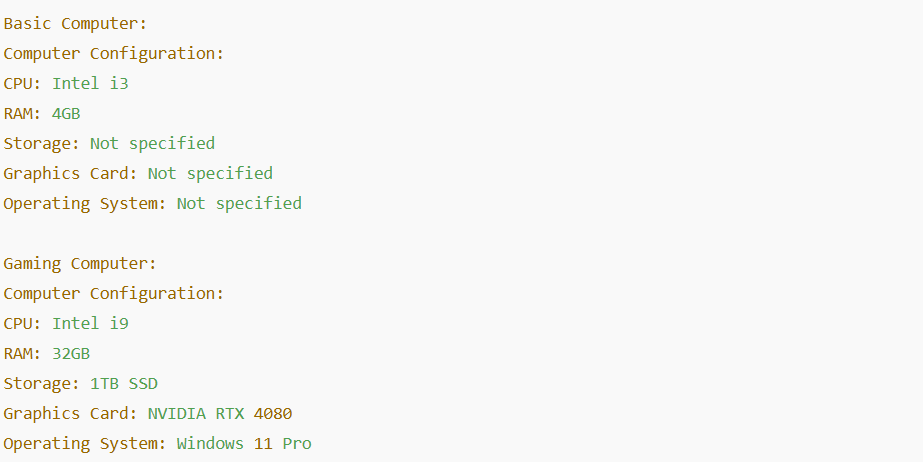 Basic Computer:
Computer Configuration:
CPU: Intel i3
RAM: 4GB
Storage: Not specified
Graphics Card: Not specified
Operating System: Not specified
Gaming Computer:
Computer Configuration:
CPU: Intel i9
RAM: 32GB
Storage: 1TB SSD
Graphics Card: NVIDIA RTX 4080
Operating System: Windows 11 Pro